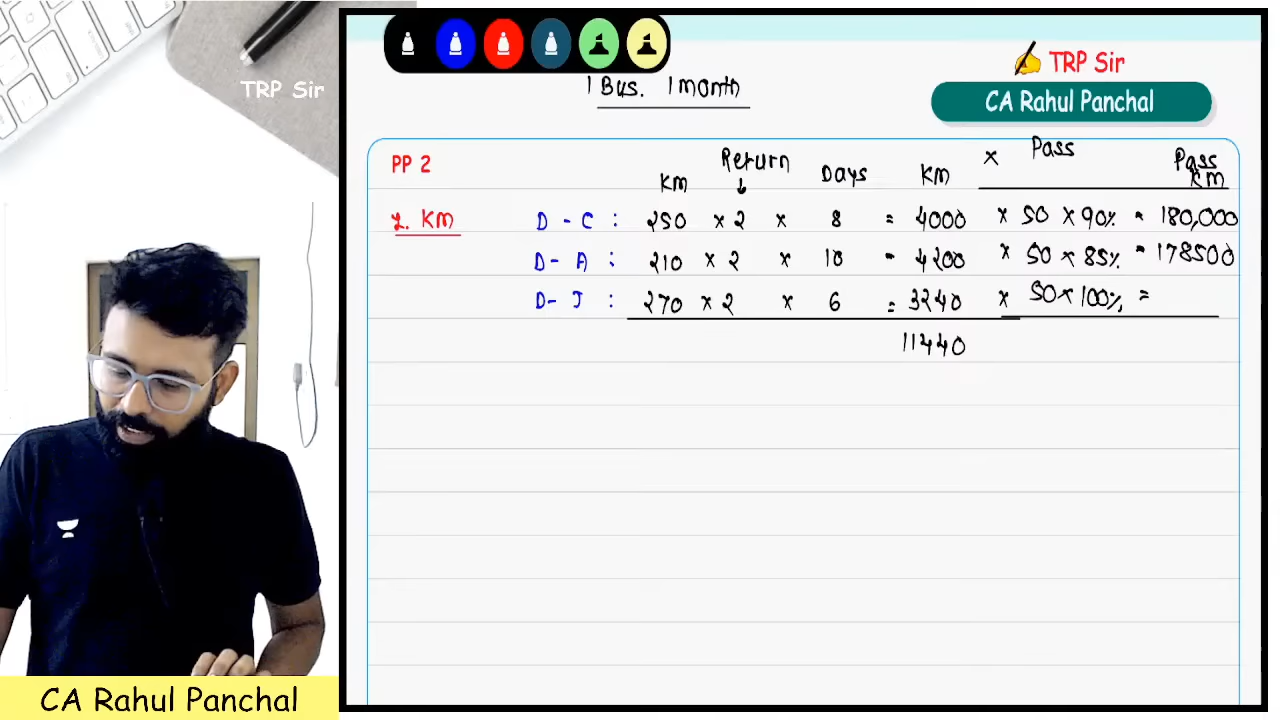 TRP Sir
✍ TRP Sir
CA Rahul Panchal
1 Bus. 1 month
PP 2
KM Return Days KM × Pass Pass km
1. KM D - C : 250 × 2 × 8 = 4000 × 50 × 90% = 180,000
D - A : 210 × 2 × 10 = 4200 × 50 × 85% = 178500
D - J : 270 × 2 × 6 = 3240 × 50 × 100% =
11440
CA Rahul Panchal